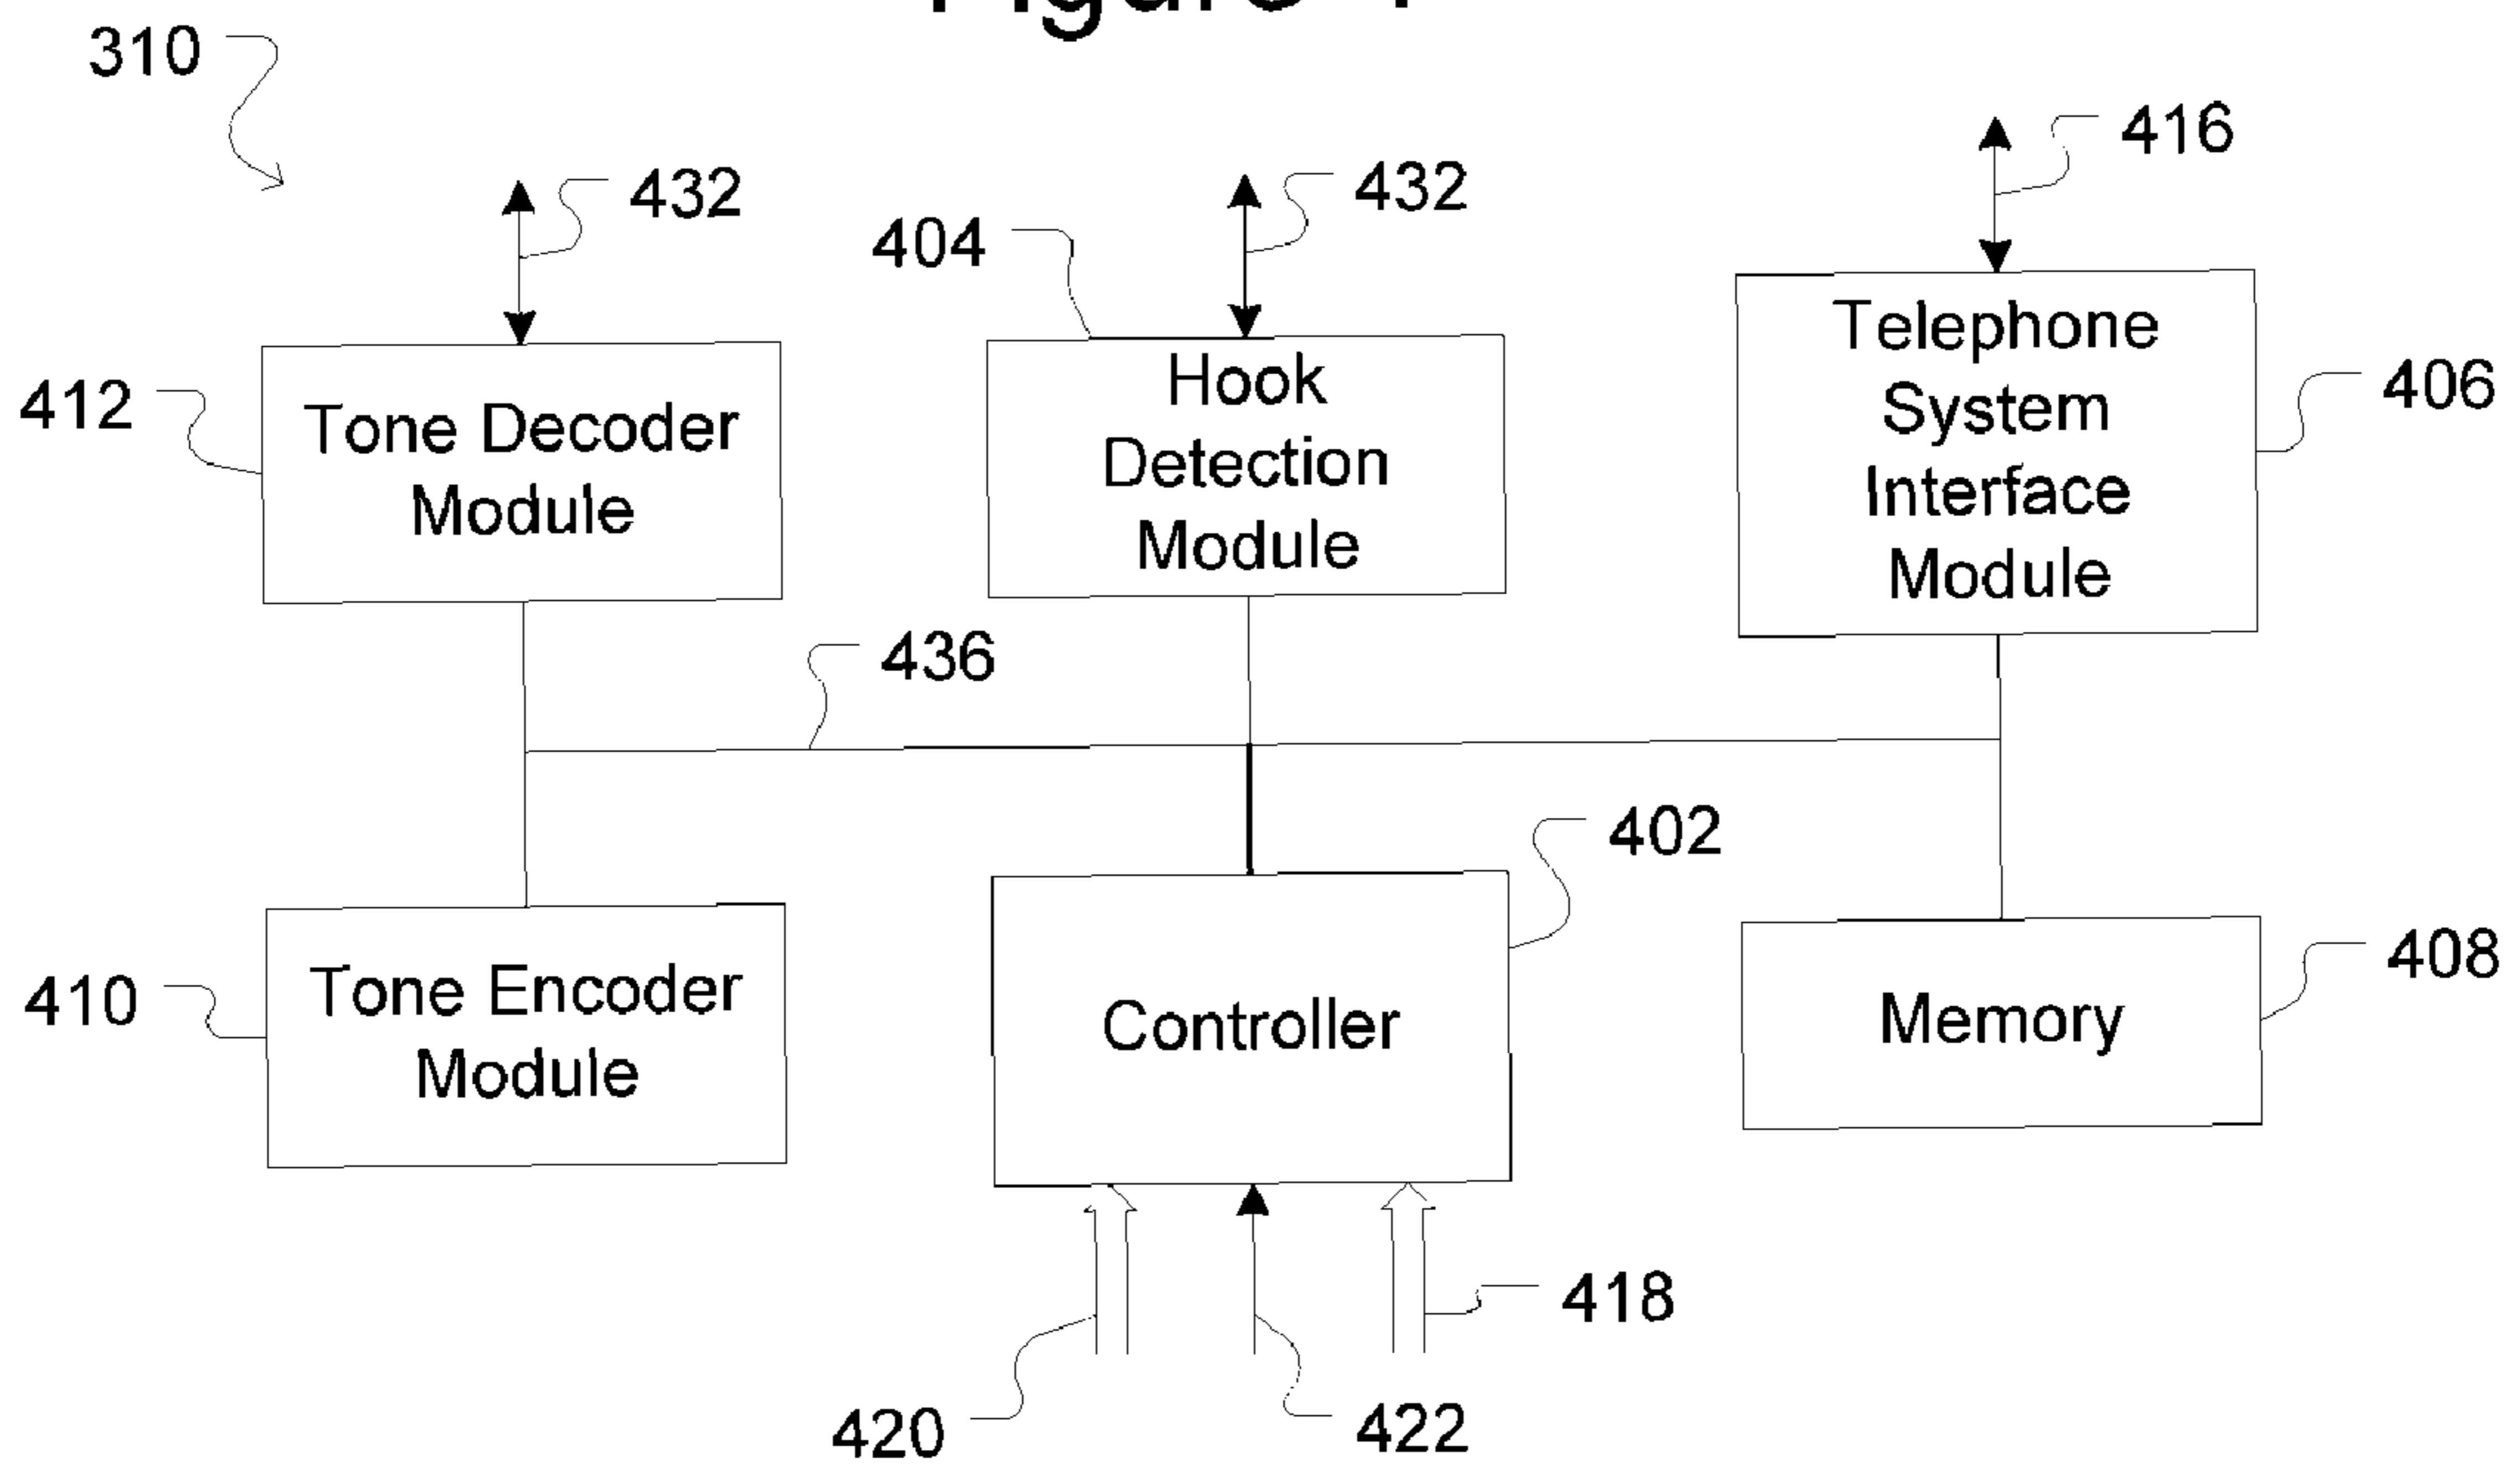 310
416
432
432
404
Telephone
System
Interface
Module
406
Hook
Detection
Module
412
Tone Decoder
Module
436
402
408
410
Tone Encoder
Module
Controller
Memory
418
420
422